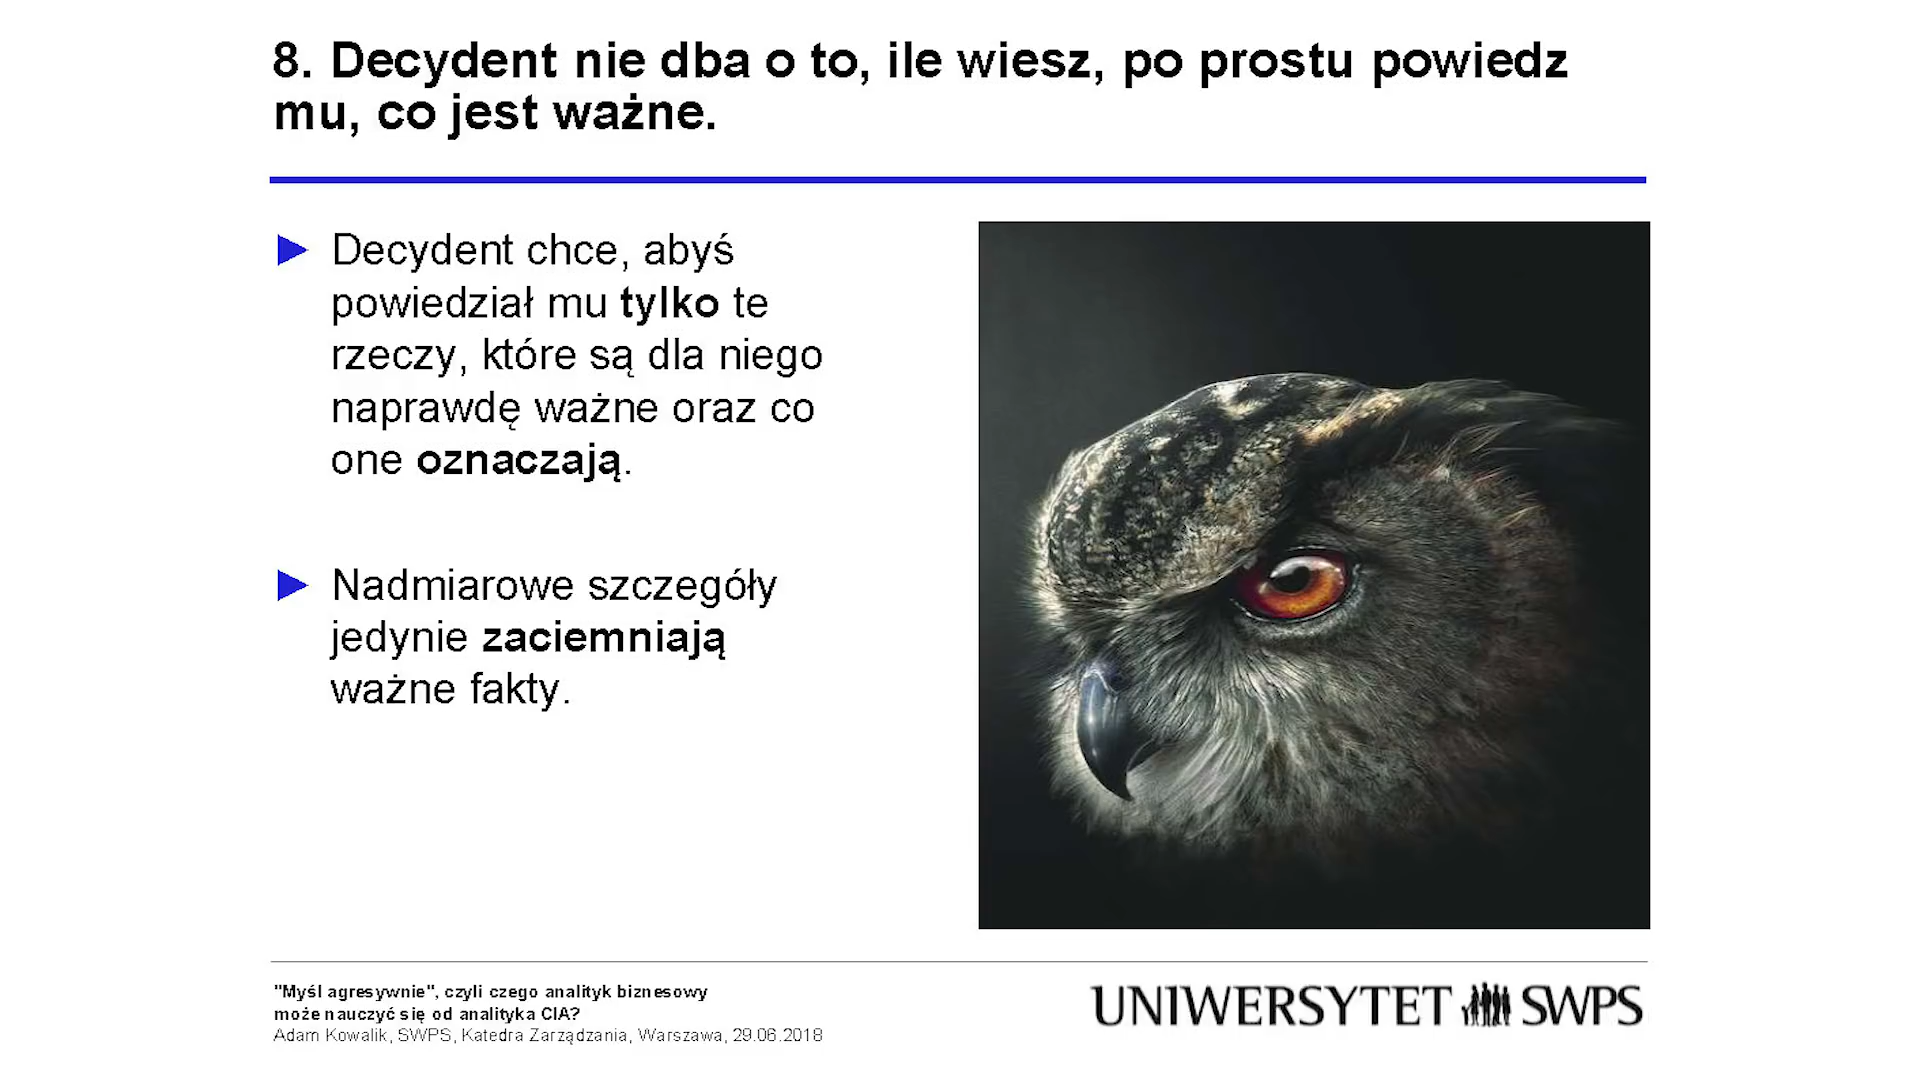 8. Decydent nie dba o to, ile wiesz, po prostu powiedz
mu, co jest ważne.
Decydent chce, abyś
powiedział mu tylko te
rzeczy, które są dla niego
naprawdę ważne oraz co
one oznaczają.
Nadmiarowe szczegóły
jedynie zaciemniają
ważne fakty.
"Myśl agresywnie", czyli czego analityk biznesowy
może nauczyć się od analityka CIA?
Adam Kowalik, SWPS, Katedra Zarządzania, Warszawa, 29.06.2018
UNIWERSYTET SWPS